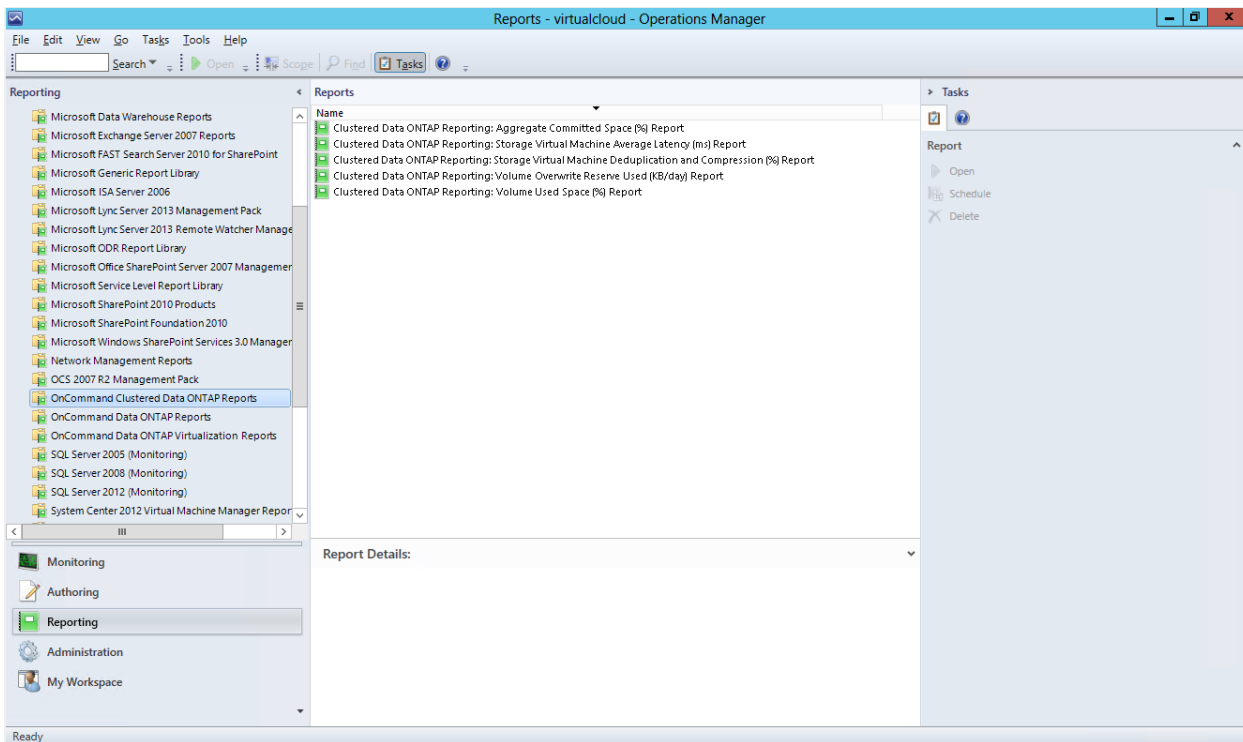 Reports - virtualcloud - Operations Manager
File Edit View Go Tasks Tools Help
Search Open Scope Find Tasks
Reporting
Microsoft Data Warehouse Reports
Microsoft Exchange Server 2007 Reports
Microsoft FAST Search Server 2010 for SharePoint
Microsoft Generic Report Library
Microsoft ISA Server 2006
Microsoft Lync Server 2013 Management Pack
Microsoft Lync Server 2013 Remote Watcher Manage
Microsoft ODR Report Library
Microsoft Office SharePoint Server 2007 Managemer
Microsoft Service Level Report Library
Microsoft SharePoint 2010 Products
Microsoft SharePoint Foundation 2010
Microsoft Windows SharePoint Services 3.0 Manager
Network Management Reports
OCS 2007 R2 Management Pack
OnCommand Clustered Data ONTAP Reports
OnCommand Data ONTAP Reports
OnCommand Data ONTAP Virtualization Reports
SQL Server 2005 (Monitoring)
SQL Server 2008 (Monitoring)
SQL Server 2012 (Monitoring)
System Center 2012 Virtual Machine Manager Repor
Monitoring
Authoring
Reporting
Administration
My Workspace
Reports
Name
Clustered Data ONTAP Reporting: Aggregate Committed Space (%) Report
Clustered Data ONTAP Reporting: Storage Virtual Machine Average Latency (ms) Report
Clustered Data ONTAP Reporting: Storage Virtual Machine Deduplication and Compression (%) Report
Clustered Data ONTAP Reporting: Volume Overwrite Reserve Used (KB/day) Report
Clustered Data ONTAP Reporting: Volume Used Space (%) Report
Report Details:
Tasks
Report
Open
Schedule
Delete
Ready